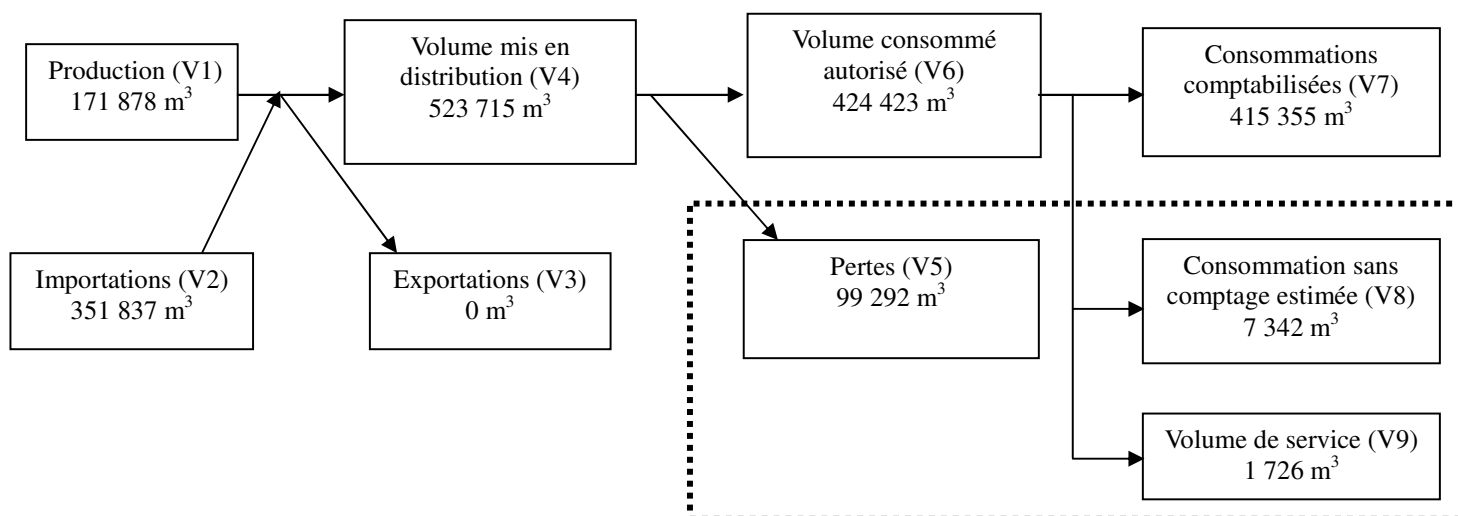 Production (V1)
171 878 m³
Volume mis en
distribution (V4)
523 715 m³
Volume consommé
autorisé (V6)
424 423 m³
Consommations
comptabilisées (V7)
415 355 m³
Importations (V2)
351 837 m³
Exportations (V3)
0 m³
Pertes (V5)
99 292 m³
Consommation sans
comptage estimée (V8)
7 342 m³
Volume de service (V9)
1 726 m³